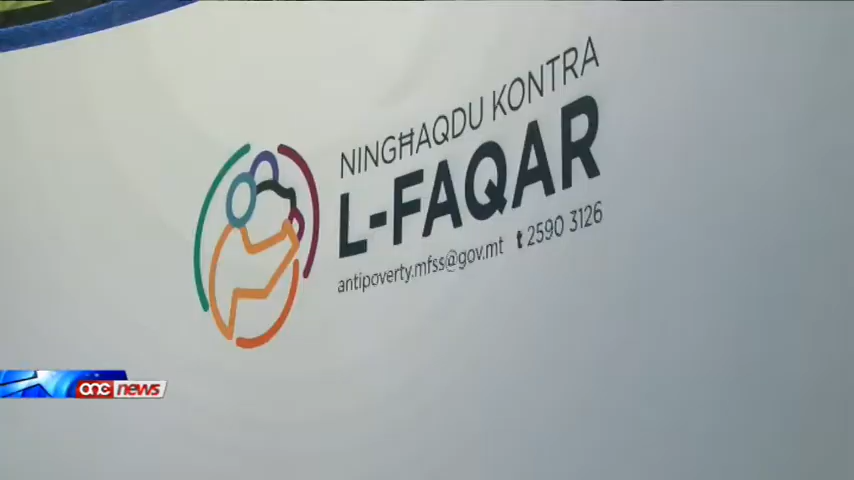 NINGĦAQDU KONTRA
L-FAQAR
antipoverty.mfss@gov.mt t 2590 3126
one news